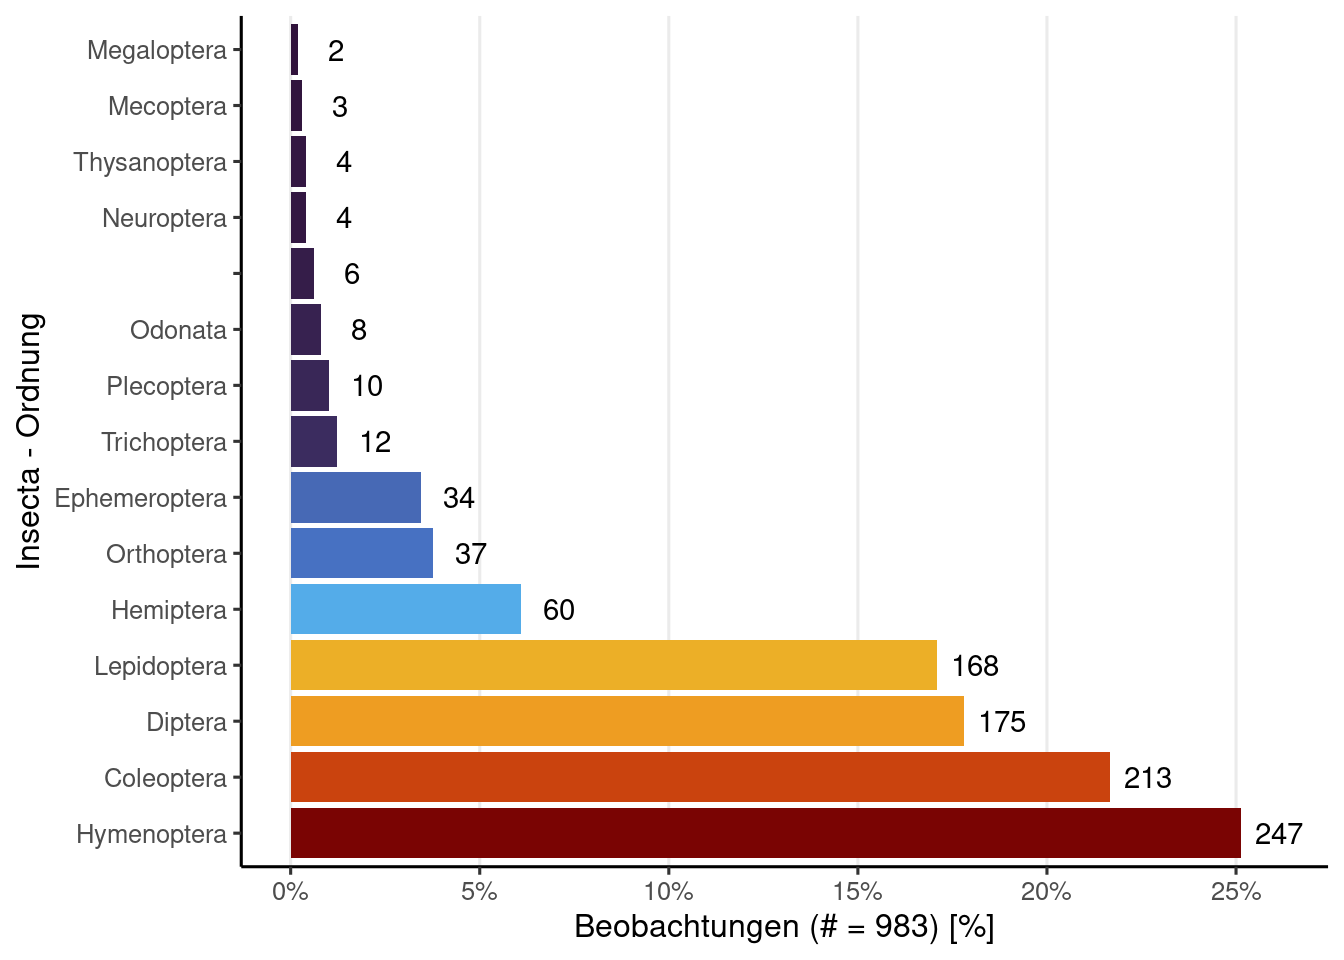 Megaloptera 2
Mecoptera 3
Thysanoptera 4
Neuroptera 4
6
Odonata 8
Plecoptera 10
Trichoptera 12
Ephemeroptera 34
Orthoptera 37
Hemiptera 60
Lepidoptera 168
Diptera 175
Coleoptera 213
Hymenoptera 247
Insecta - Ordnung
0% 5% 10% 15% 20% 25%
Beobachtungen (# = 983) [%]